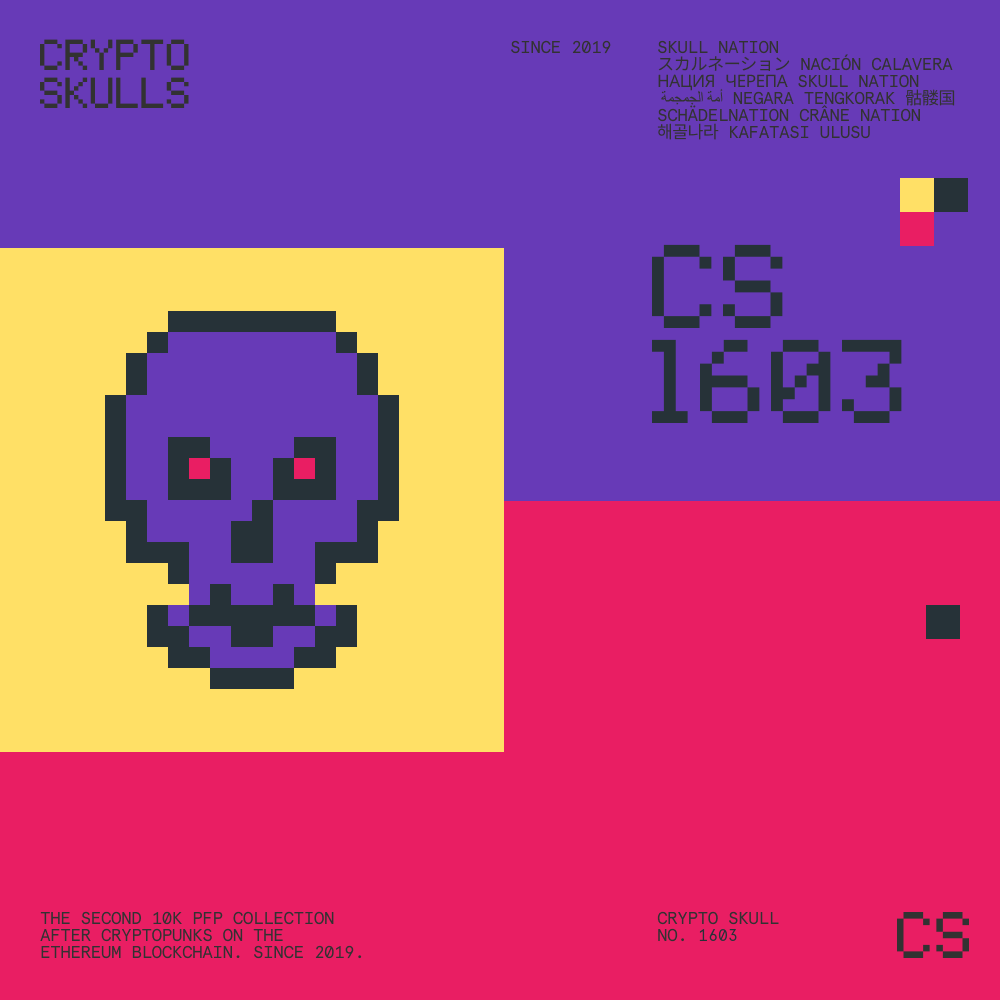 CRYPTO
SKULLS
SINCE 2019
SKULL NATION
スカルネーション NACIÓN CALAVERA
НАЦИЯ ЧЕРЕПА SKULL NATION
أمة الجمجمة NEGARA TENGKORAK 骷髅国
SCHÄDELNATION CRÂNE NATION
해골나라 KAFATASI ULUSU
CS
1603
THE SECOND 10K PFP COLLECTION
AFTER CRYPTOPUNKS ON THE
ETHEREUM BLOCKCHAIN. SINCE 2019.
CRYPTO SKULL
NO. 1603
CS